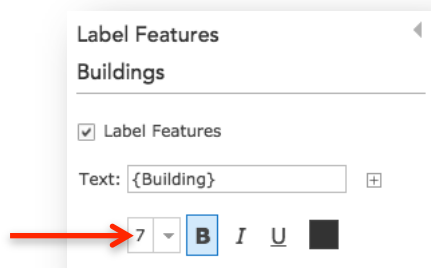 Label Features
Buildings
Label Features
Text: {Building}
7 B I U